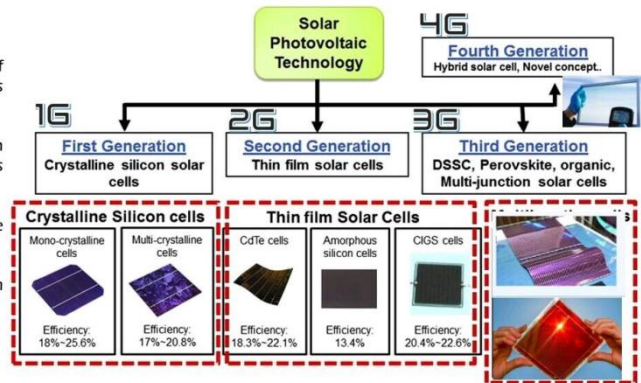 Solar
Photovoltaic
Technology
4G
Fourth Generation
Hybrid solar cell, Novel concept..
1G
First Generation
Crystalline silicon solar
cells
2G
Second Generation
Thin film solar cells
3G
Third Generation
DSSC, Perovskite, organic,
Multi-junction solar cells
Crystalline Silicon cells
Mono-crystalline
cells
Efficiency:
18%~25.6%
Multi-crystalline
cells
Efficiency:
17%~20.8%
Thin film Solar Cells
CdTe cells
Efficiency:
18.3%~22.1%
Amorphous
silicon cells
Efficiency:
13.4%
CIGS cells
Efficiency:
20.4%~22.6%